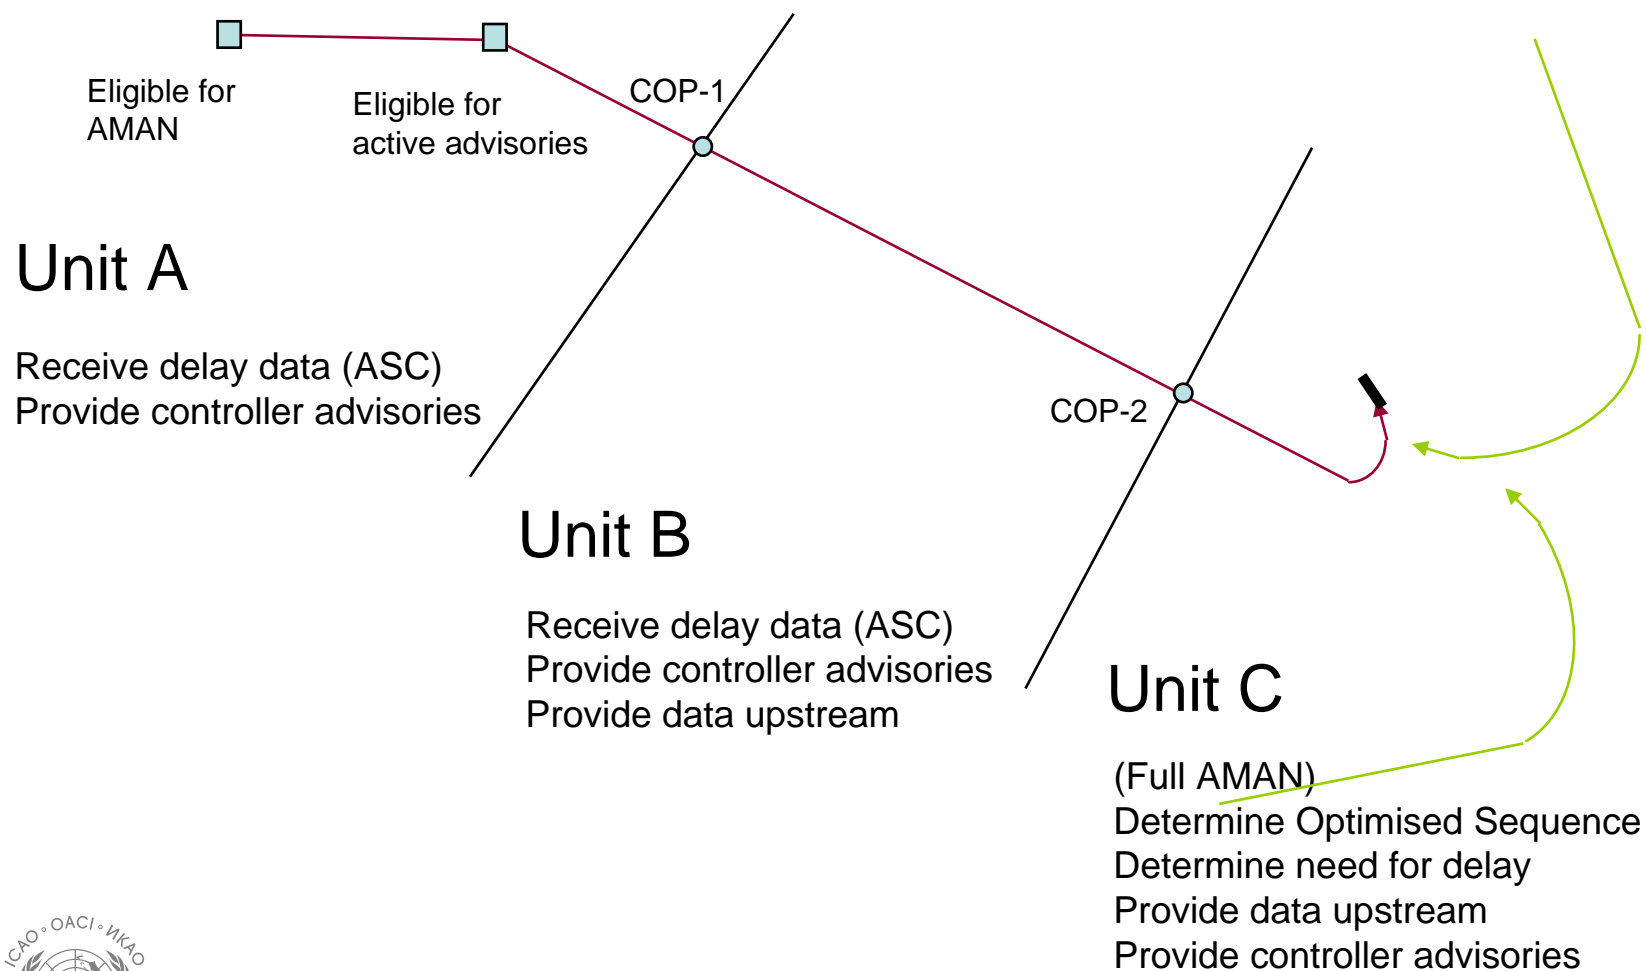 Eligible for
AMAN
Eligible for
active advisories
COP-1
Unit A
Receive delay data (ASC)
Provide controller advisories
COP-2
Unit B
Receive delay data (ASC)
Provide controller advisories
Provide data upstream
Unit C
(Full AMAN)
Determine Optimised Sequence
Determine need for delay
Provide data upstream
Provide controller advisories
ICAO ° OACI ° ИКАО